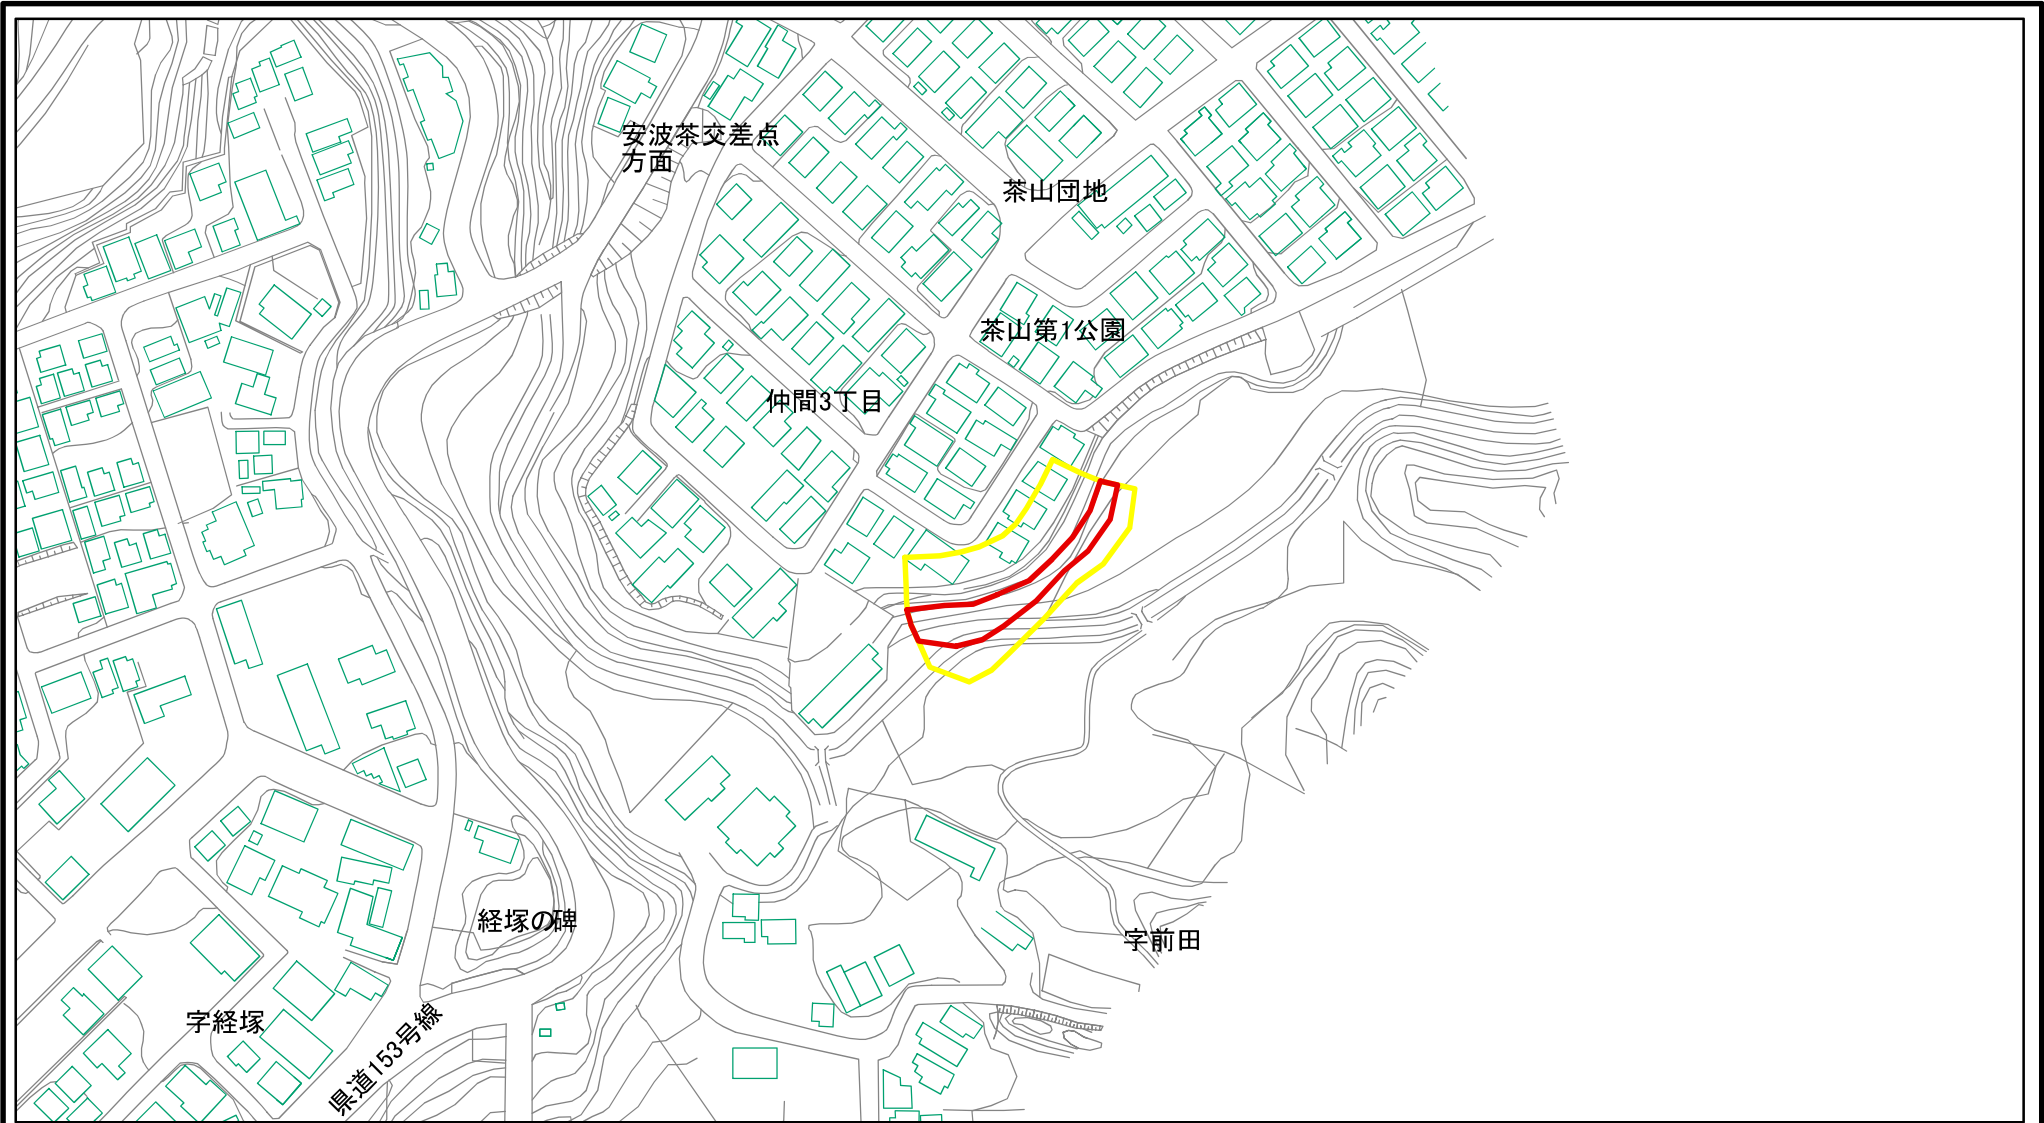 安波茶交差点
方面
茶山団地
茶山第1公園
仲間3丁目
経塚の碑
字前田
字経塚
県道153号線